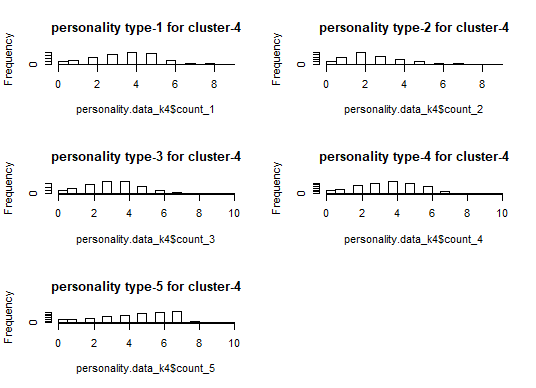 personality type-1 for cluster-4
Frequency
0
0 2 4 6 8
personality.data_k4$count_1
personality type-2 for cluster-4
Frequency
0
0 2 4 6 8
personality.data_k4$count_2
personality type-3 for cluster-4
Frequency
0
0 2 4 6 8 10
personality.data_k4$count_3
personality type-4 for cluster-4
Frequency
0
0 2 4 6 8 10
personality.data_k4$count_4
personality type-5 for cluster-4
Frequency
0
0 2 4 6 8 10
personality.data_k4$count_5